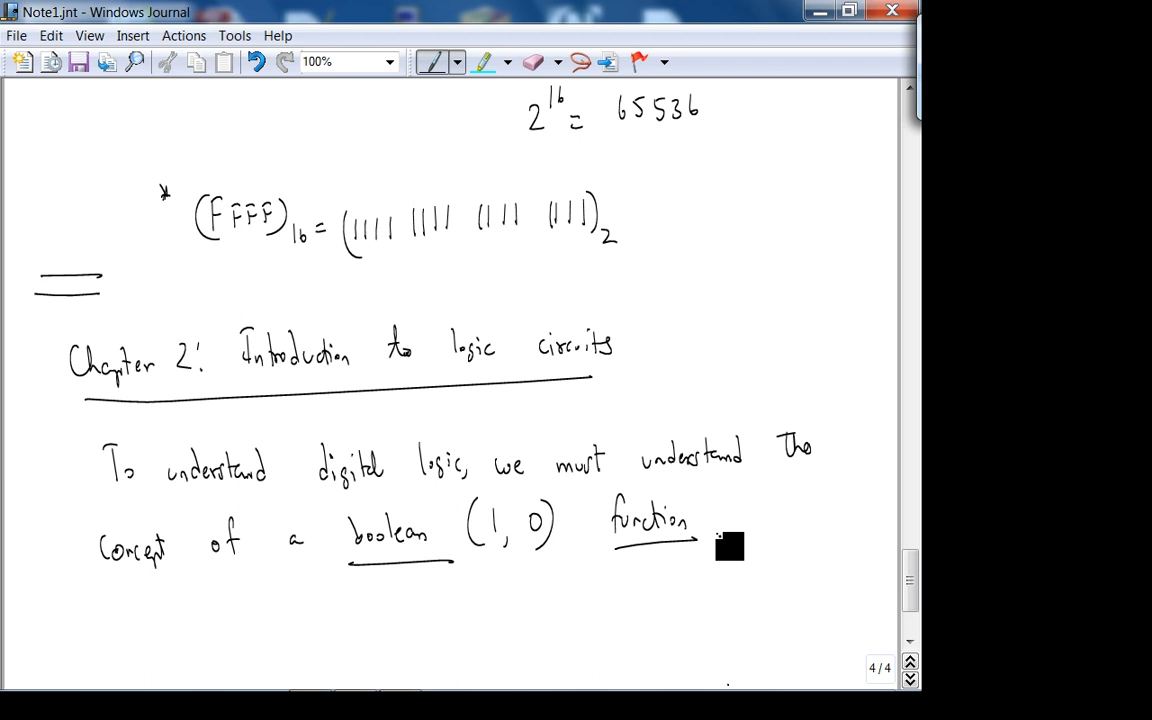 Note1.jnt - Windows Journal
File Edit View Insert Actions Tools Help
100%
2^16 = 65536
* (FFFF)16 = (1111 1111 1111 1111)2
Chapter 2: Introduction to logic circuits
To understand digital logic, we must understand the
concept of a boolean (1, 0) function
4 / 4